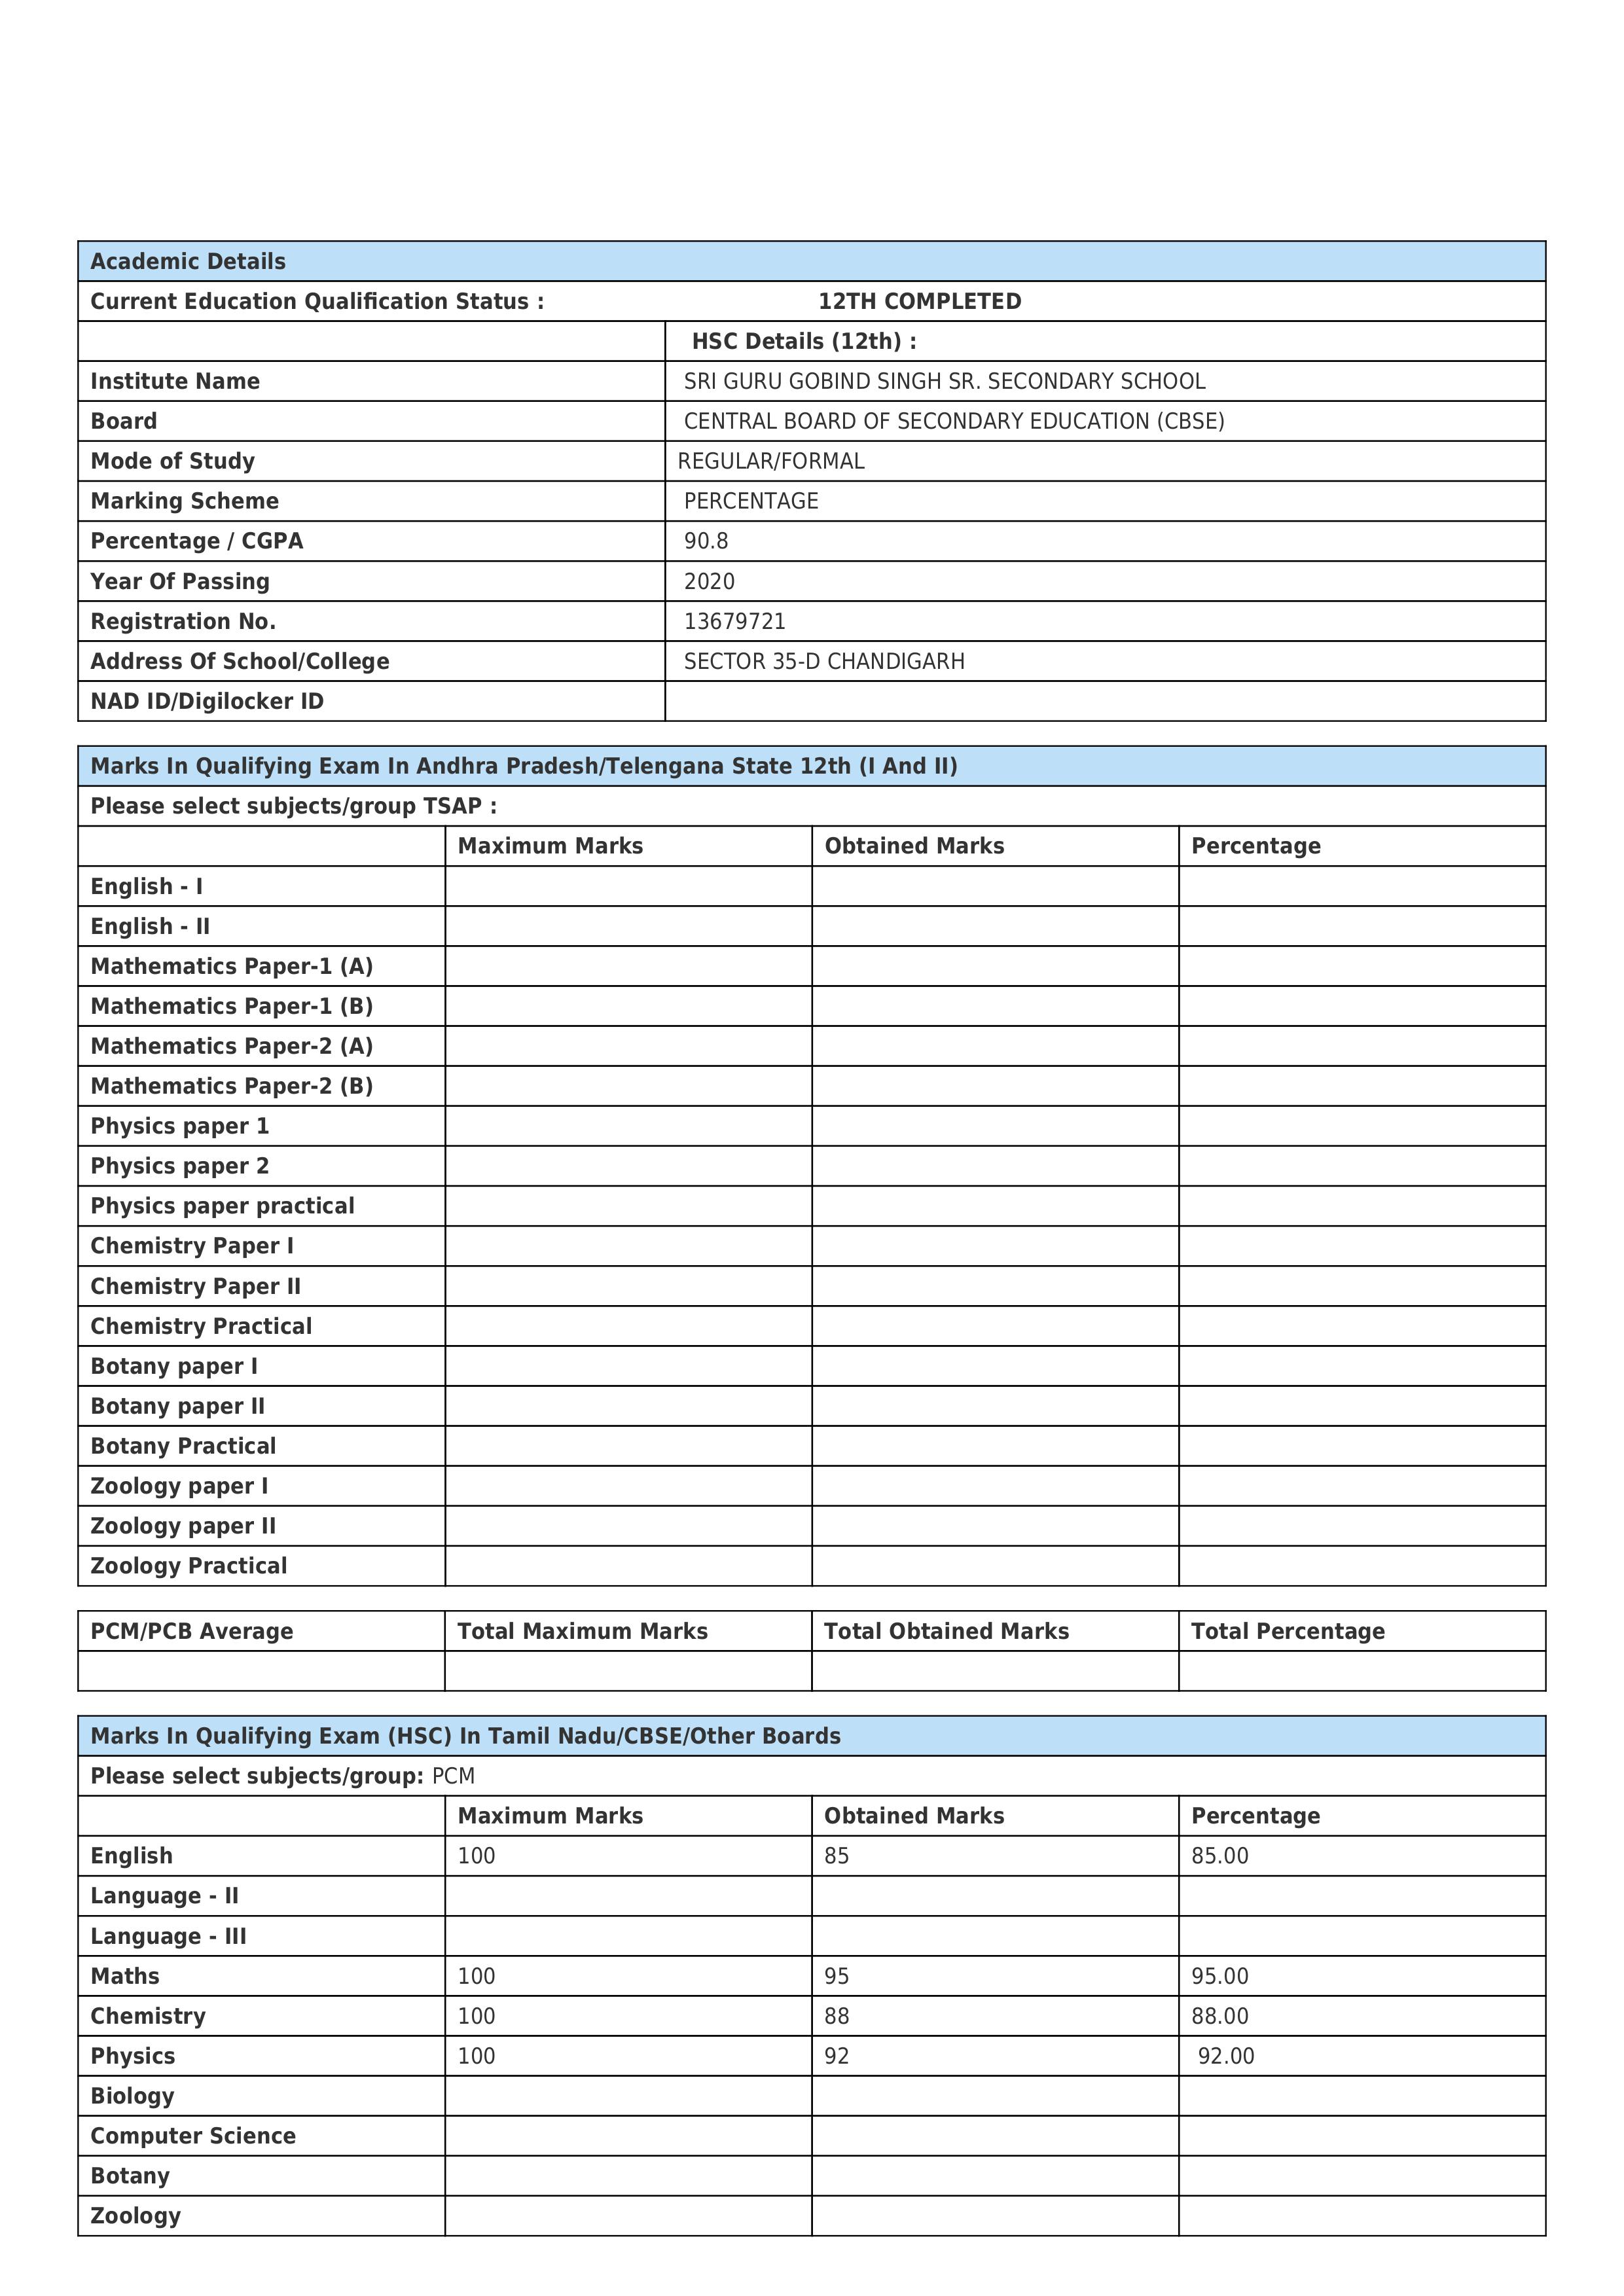 Academic Details
Current Education Qualification Status : 12TH COMPLETED
HSC Details (12th) :
Institute Name SRI GURU GOBIND SINGH SR. SECONDARY SCHOOL
Board CENTRAL BOARD OF SECONDARY EDUCATION (CBSE)
Mode of Study REGULAR/FORMAL
Marking Scheme PERCENTAGE
Percentage / CGPA 90.8
Year Of Passing 2020
Registration No. 13679721
Address Of School/College SECTOR 35-D CHANDIGARH
NAD ID/Digilocker ID
Marks In Qualifying Exam In Andhra Pradesh/Telengana State 12th (I And II)
Please select subjects/group TSAP :
Maximum Marks Obtained Marks Percentage
English - I
English - II
Mathematics Paper-1 (A)
Mathematics Paper-1 (B)
Mathematics Paper-2 (A)
Mathematics Paper-2 (B)
Physics paper 1
Physics paper 2
Physics paper practical
Chemistry Paper I
Chemistry Paper II
Chemistry Practical
Botany paper I
Botany paper II
Botany Practical
Zoology paper I
Zoology paper II
Zoology Practical
PCM/PCB Average Total Maximum Marks Total Obtained Marks Total Percentage
Marks In Qualifying Exam (HSC) In Tamil Nadu/CBSE/Other Boards
Please select subjects/group: PCM
Maximum Marks Obtained Marks Percentage
English 100 85 85.00
Language - II
Language - III
Maths 100 95 95.00
Chemistry 100 88 88.00
Physics 100 92 92.00
Biology
Computer Science
Botany
Zoology